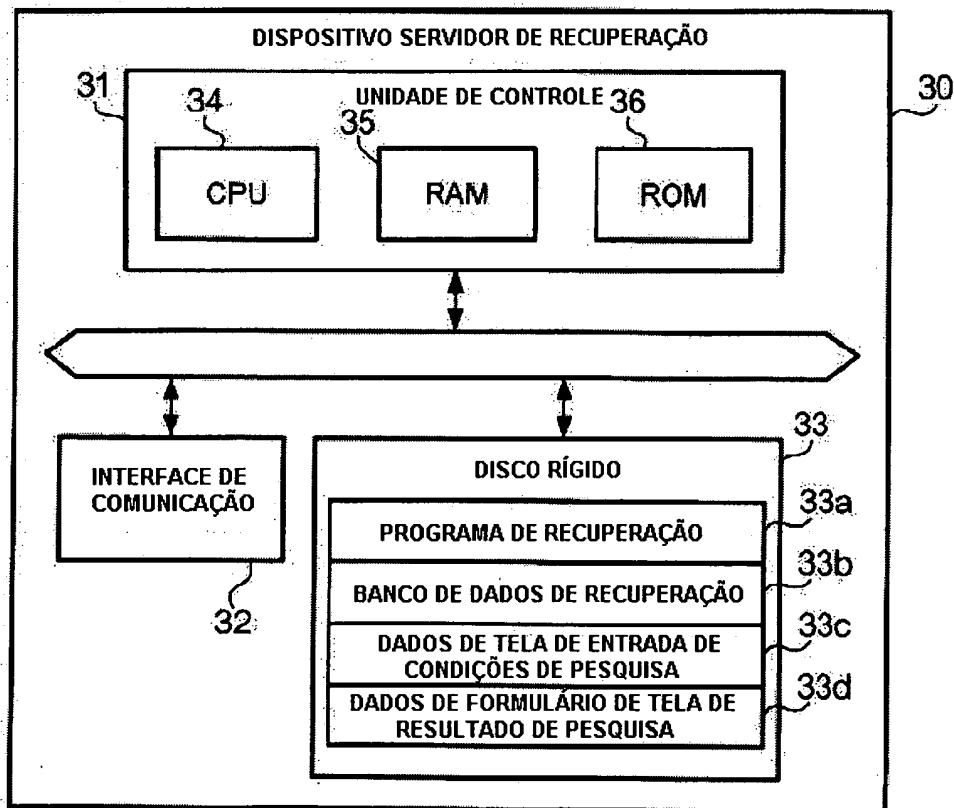 DISPOSITIVO SERVIDOR DE RECUPERAÇÃO
31
UNIDADE DE CONTROLE
30
34
35
36
CPU
RAM
ROM
33
INTERFACE DE
COMUNICAÇÃO
32
DISCO RÍGIDO
PROGRAMA DE RECUPERAÇÃO
33a
BANCO DE DADOS DE RECUPERAÇÃO
33b
DADOS DE TELA DE ENTRADA DE
CONDIÇÕES DE PESQUISA
33c
DADOS DE FORMULÁRIO DE TELA DE
RESULTADO DE PESQUISA
33d